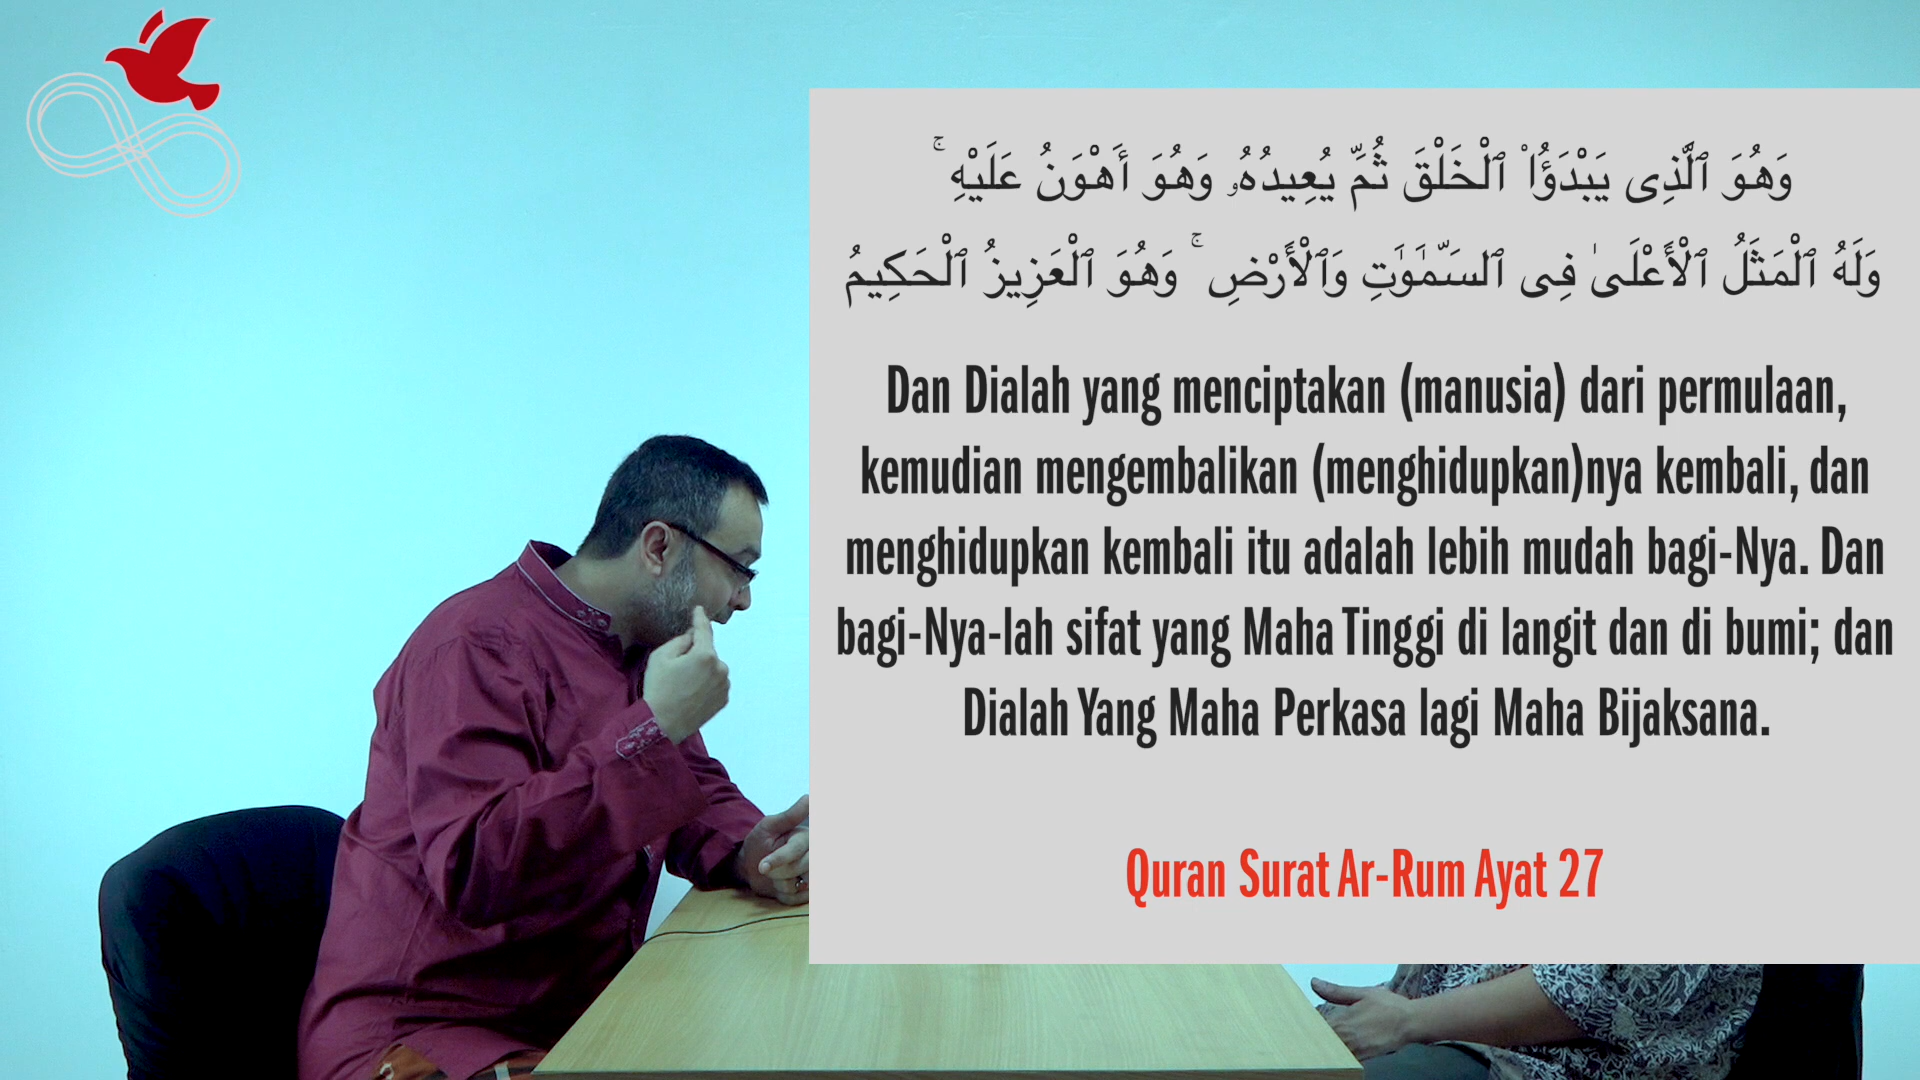 وَهُوَ ٱلَّذِى يَبْدَؤُا۟ ٱلْخَلْقَ ثُمَّ يُعِيدُهُۥ وَهُوَ أَهْوَنُ عَلَيْهِ ۚ
وَلَهُ ٱلْمَثَلُ ٱلْأَعْلَىٰ فِى ٱلسَّمَٰوَٰتِ وَٱلْأَرْضِ ۚ وَهُوَ ٱلْعَزِيزُ ٱلْحَكِيمُ
Dan Dialah yang menciptakan (manusia) dari permulaan,
kemudian mengembalikan (menghidupkan)nya kembali, dan
menghidupkan kembali itu adalah lebih mudah bagi-Nya. Dan
bagi-Nya-lah sifat yang Maha Tinggi di langit dan di bumi; dan
Dialah Yang Maha Perkasa lagi Maha Bijaksana.
Quran Surat Ar-Rum Ayat 27